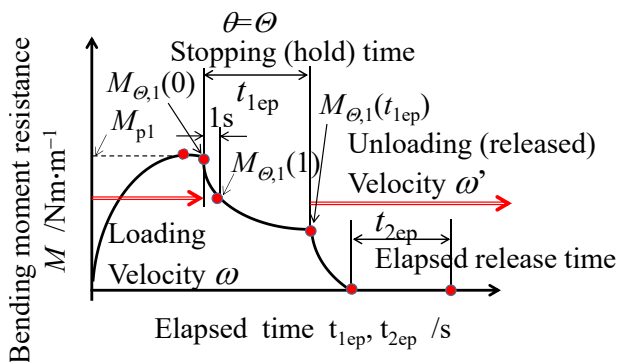 θ=Θ
Stopping (hold) time
t1ep
1s
MΘ,1(0)
Mp1
MΘ,1(1)
MΘ,1(t1ep)
Unloading (released)
Velocity ω’
t2ep
Elapsed release time
Loading
Velocity ω
Bending moment resistance
M /Nm·m⁻¹
Elapsed time t1ep, t2ep /s